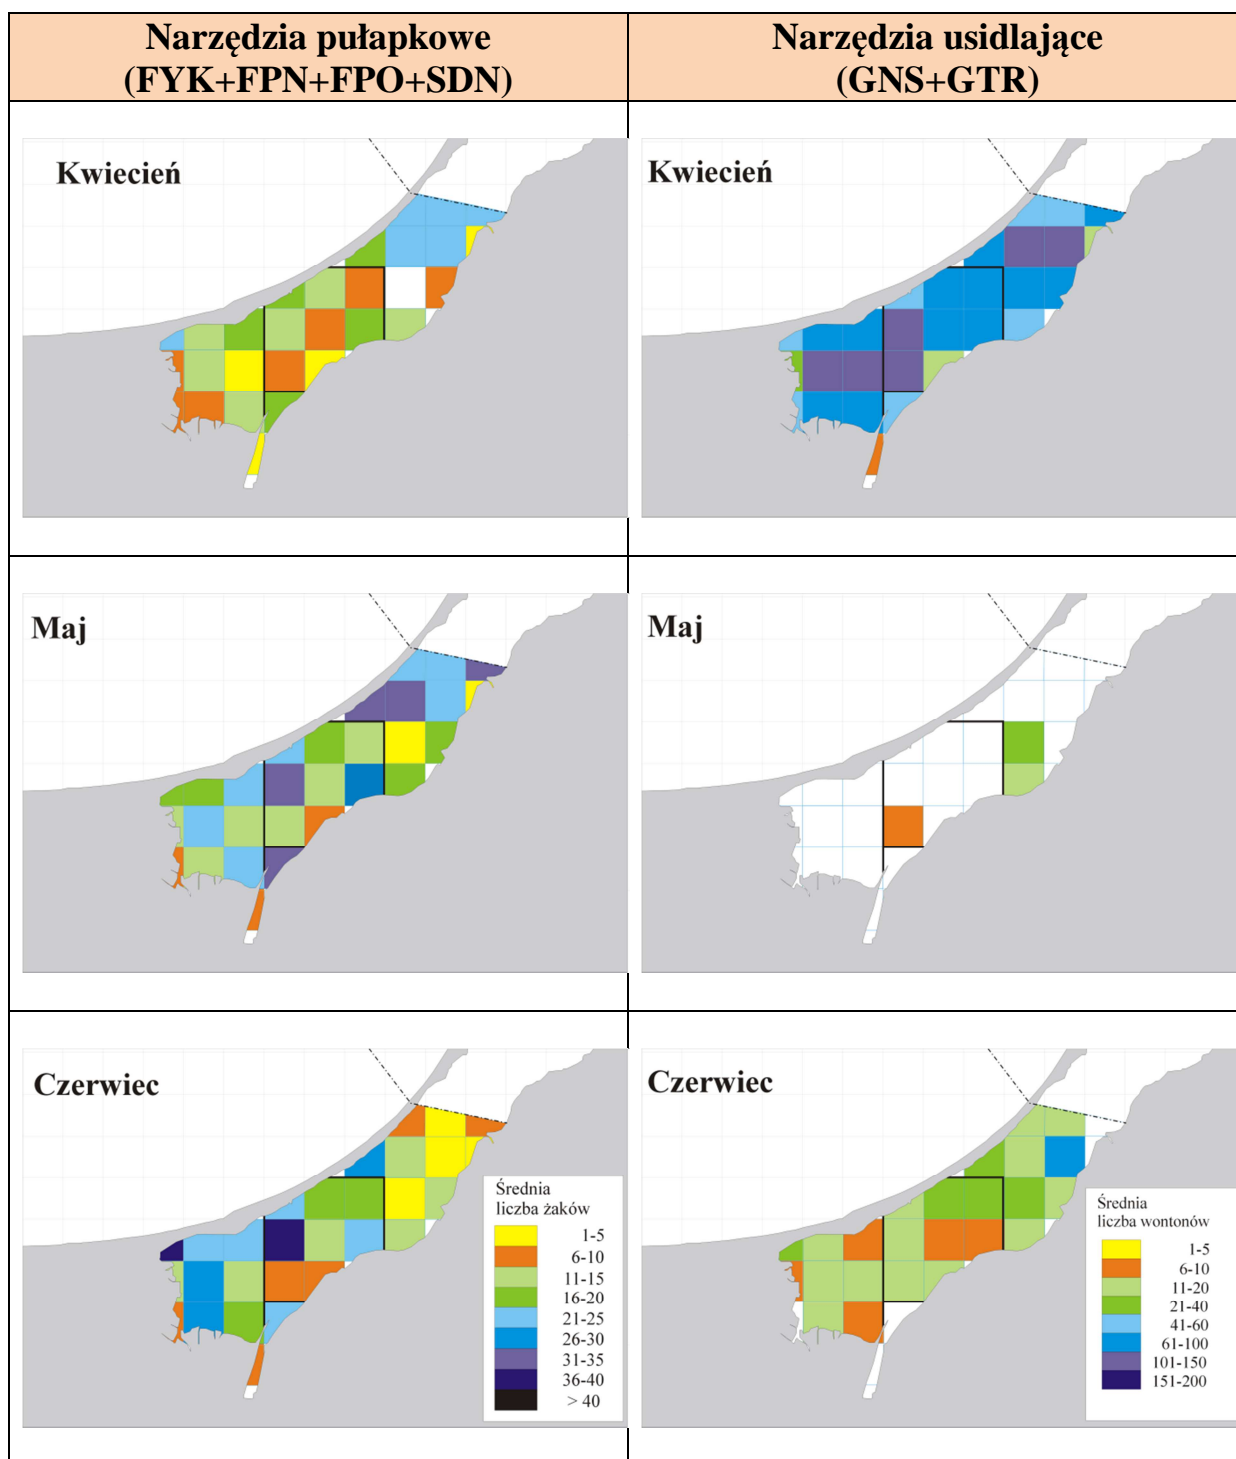 Narzędzia pułapkowe
(FYK+FPN+FPO+SDN)
Narzędzia usidlające
(GNS+GTR)
Kwiecień
Kwiecień
Maj
Maj
Czerwiec
Średnia
liczba żaków
1-5
6-10
11-15
16-20
21-25
26-30
31-35
36-40
> 40
Czerwiec
Średnia
liczba wontonów
1-5
6-10
11-20
21-40
41-60
61-100
101-150
151-200